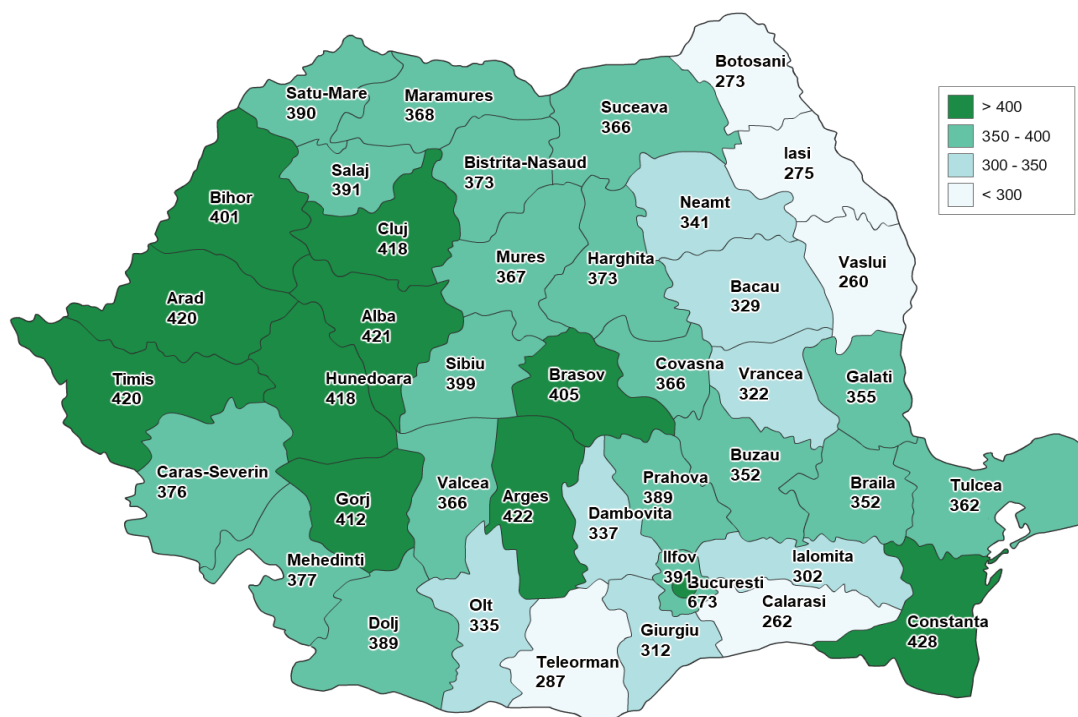 Botosani
273
Satu-Mare
390
Maramures
368
Suceava
366
> 400
350 - 400
300 - 350
< 300
Iasi
275
Salaj
391
Bistrita-Nasaud
373
Bihor
401
Neamt
341
Cluj
418
Mures
367
Harghita
373
Vaslui
260
Bacau
329
Arad
420
Alba
421
Sibiu
399
Brasov
405
Covasna
366
Vrancea
322
Galati
355
Timis
420
Hunedoara
418
Caras-Severin
376
Gorj
412
Valcea
366
Arges
422
Dambovita
337
Prahova
389
Buzau
352
Braila
352
Tulcea
362
Mehedinti
377
Ilfov
391
Bucuresti
673
Ialomita
302
Calarasi
262
Constanta
428
Dolj
389
Olt
335
Giurgiu
312
Teleorman
287